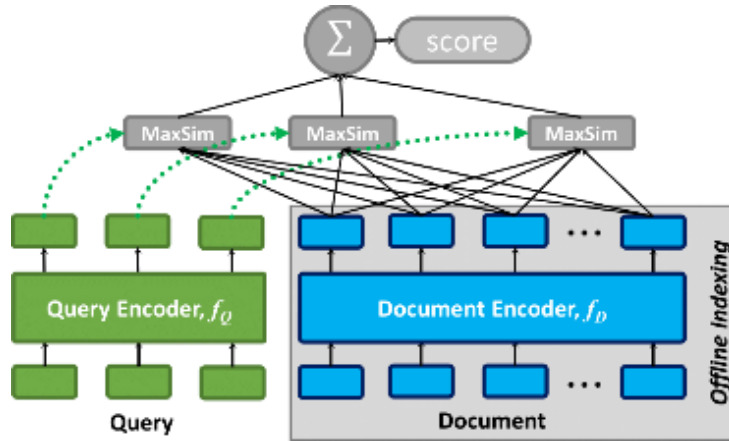 Σ score
MaxSim MaxSim MaxSim
Query Encoder, f_Q
Document Encoder, f_D
Offline Indexing
Query
Document